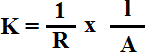 K = 1/R x l/A